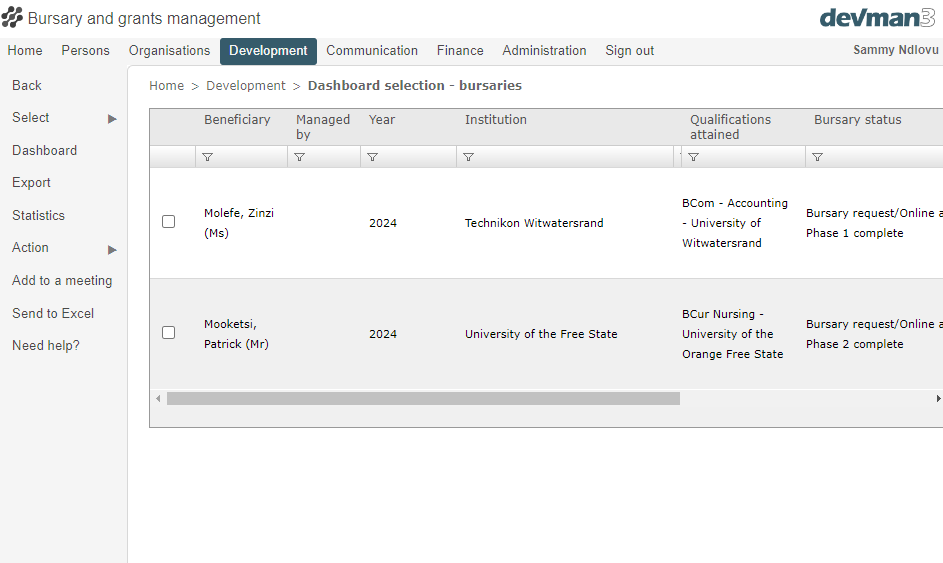 Bursary and grants management
devman3
Home Persons Organisations Development Communication Finance Administration Sign out Sammy Ndlovu
Back
Select
Dashboard
Export
Statistics
Action
Add to a meeting
Send to Excel
Need help?
Home > Development > Dashboard selection - bursaries
Beneficiary Managed by Year Institution Qualifications attained Bursary status
Molefe, Zinzi
(Ms)
2024
Technikon Witwatersrand
BCom - Accounting
- University of
Witwatersrand
Bursary request/Online a
Phase 1 complete
Mooketsi,
Patrick (Mr)
2024
University of the Free State
BCur Nursing -
University of the
Orange Free State
Bursary request/Online a
Phase 2 complete